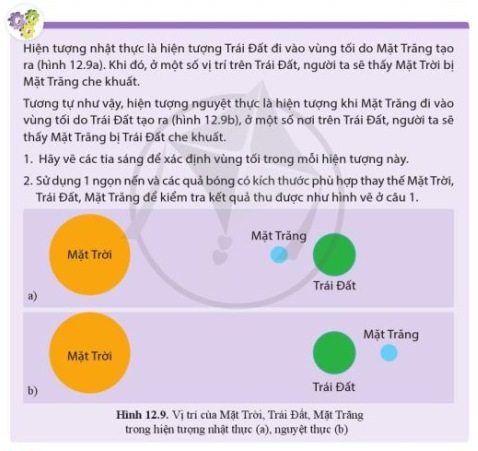 Hiện tượng nhật thực là hiện tượng Trái Đất đi vào vùng tối do Mặt Trăng tạo
ra (hình 12.9a). Khi đó, ở một số vị trí trên Trái Đất, người ta sẽ thấy Mặt Trời bị
Mặt Trăng che khuất.
Tương tự như vậy, hiện tượng nguyệt thực là hiện tượng khi Mặt Trăng đi vào
vùng tối do Trái Đất tạo ra (hình 12.9b), ở một số nơi trên Trái Đất, người ta sẽ
thấy Mặt Trăng bị Trái Đất che khuất.
1. Hãy vẽ các tia sáng để xác định vùng tối trong mỗi hiện tượng này.
2. Sử dụng 1 ngọn nến và các quả bóng có kích thước phù hợp thay thế Mặt Trời,
Trái Đất, Mặt Trăng để kiểm tra kết quả thu được như hình vẽ ở câu 1.
Mặt Trăng
Mặt Trời
Trái Đất
a)
Mặt Trăng
Mặt Trời
Trái Đất
b)
Hình 12.9. Vị trí của Mặt Trời, Trái Đất, Mặt Trăng
trong hiện tượng nhật thực (a), nguyệt thực (b)